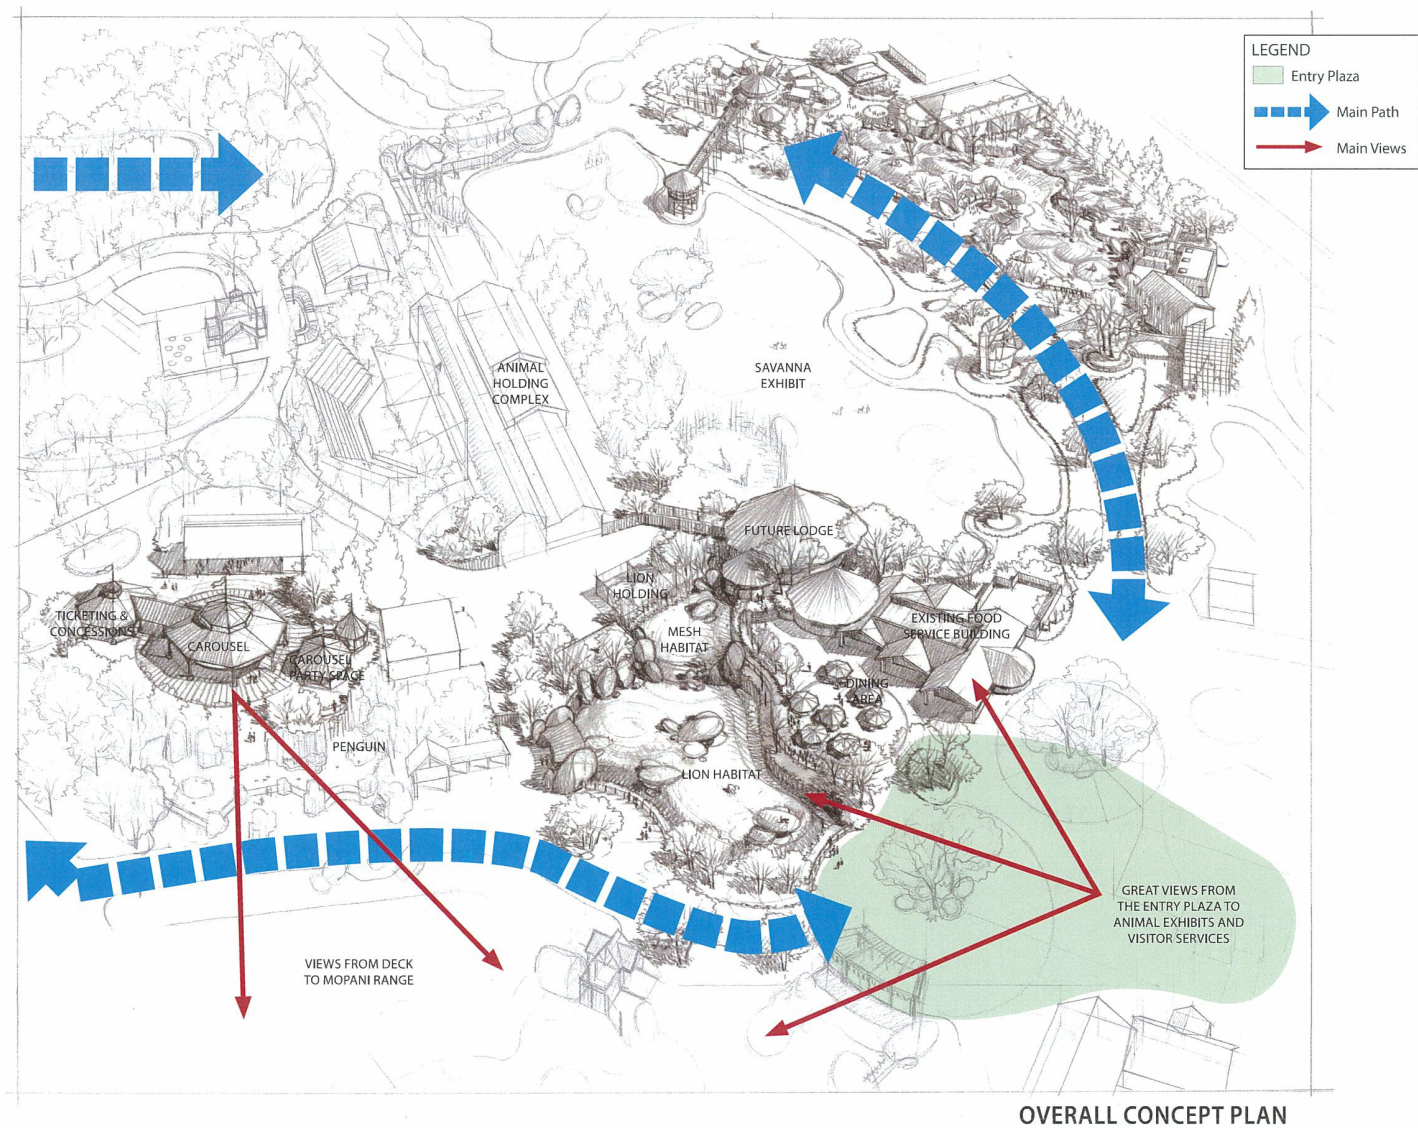 LEGEND
Entry Plaza
Main Path
Main Views
ANIMAL
HOLDING
COMPLEX
SAVANNA
EXHIBIT
FUTURE LODGE
LION
HOLDING
MESH
HABITAT
EXISTING FOOD
SERVICE BUILDING
TICKETING &
CONCESSIONS
CAROUSEL
CAROUSEL
PARTY SPACE
DINING
AREA
PENGUIN
LION HABITAT
GREAT VIEWS FROM
THE ENTRY PLAZA TO
ANIMAL EXHIBITS AND
VISITOR SERVICES
VIEWS FROM DECK
TO MOPANI RANGE
OVERALL CONCEPT PLAN